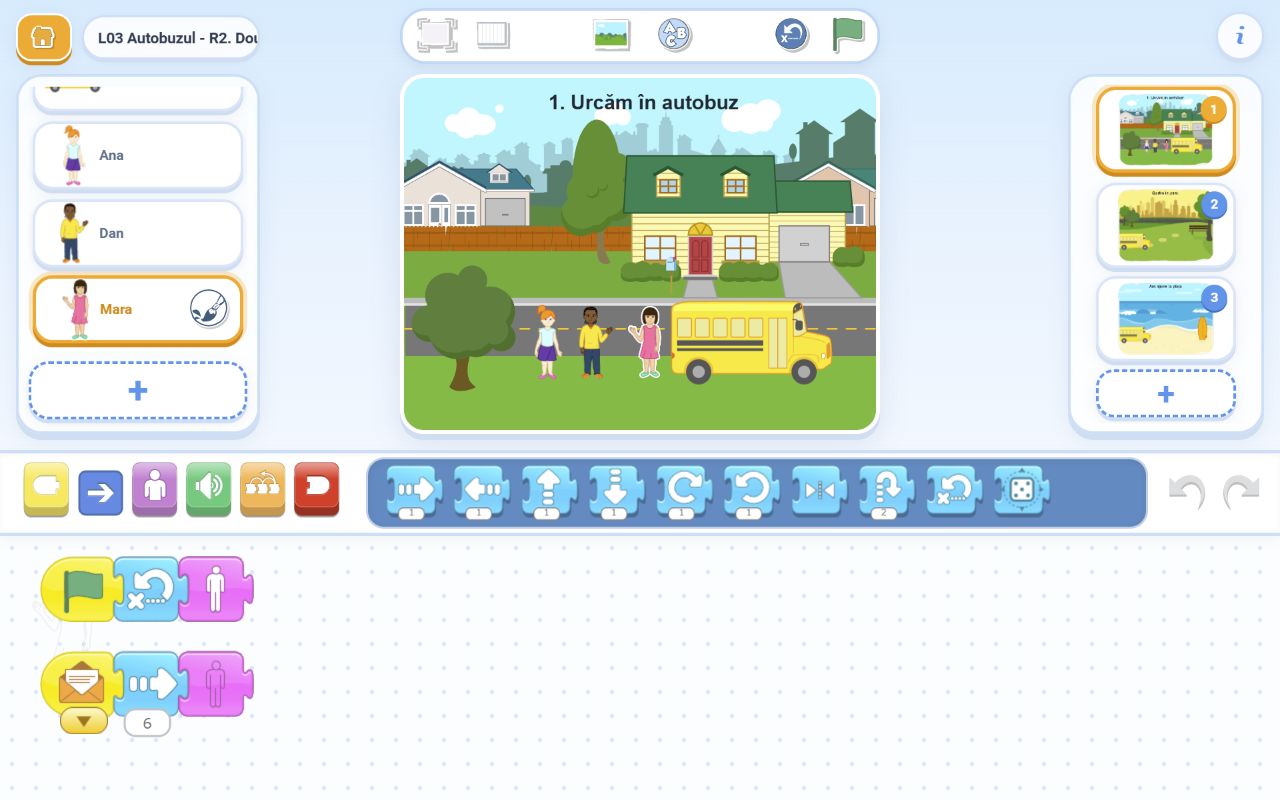 L03 Autobuzul - R2. Dou
ABC
X
i
1. Urcăm în autobuz
1
Ana
2
Dan
Mara
3
1
1
1
1
1
1
2
X
X
6